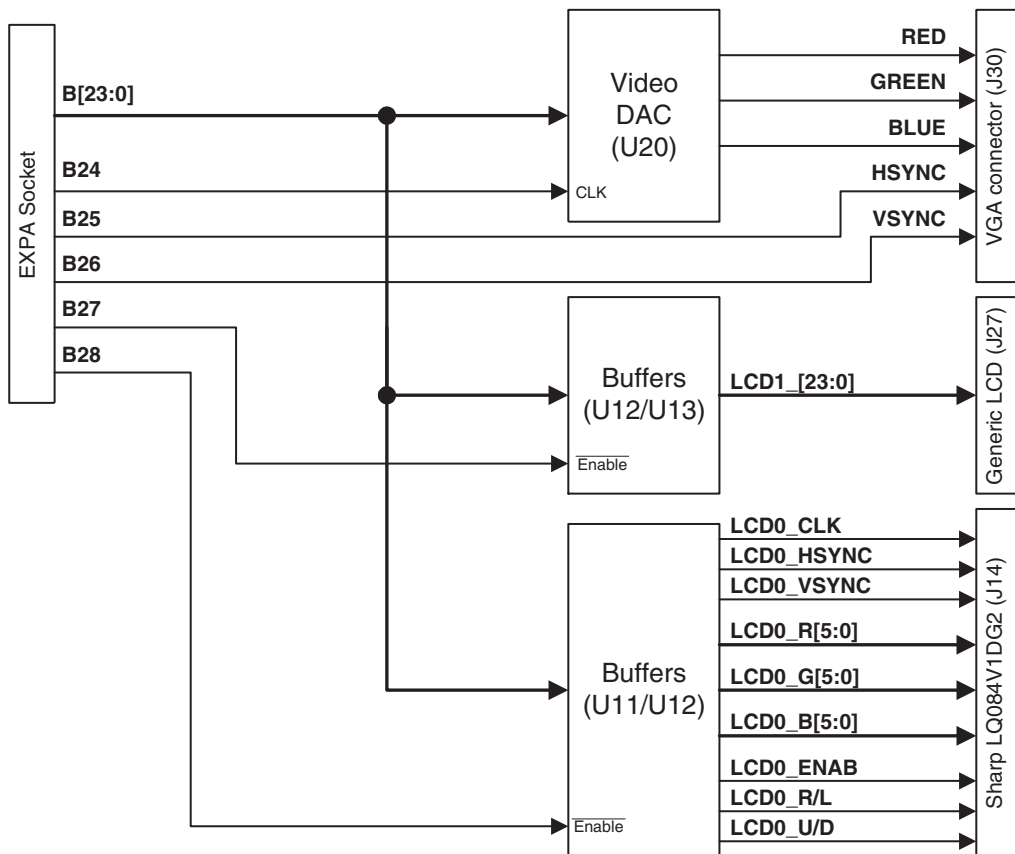 EXPA Socket
B[23:0]
B24
B25
B26
B27
B28
Video
DAC
(U20)
CLK
RED
GREEN
BLUE
HSYNC
VSYNC
VGA connector (J30)
Buffers
(U12/U13)
Enable
LCD1_[23:0]
Generic LCD (J27)
Buffers
(U11/U12)
Enable
LCD0_CLK
LCD0_HSYNC
LCD0_VSYNC
LCD0_R[5:0]
LCD0_G[5:0]
LCD0_B[5:0]
LCD0_ENAB
LCD0_R/L
LCD0_U/D
Sharp LQ084V1DG2 (J14)